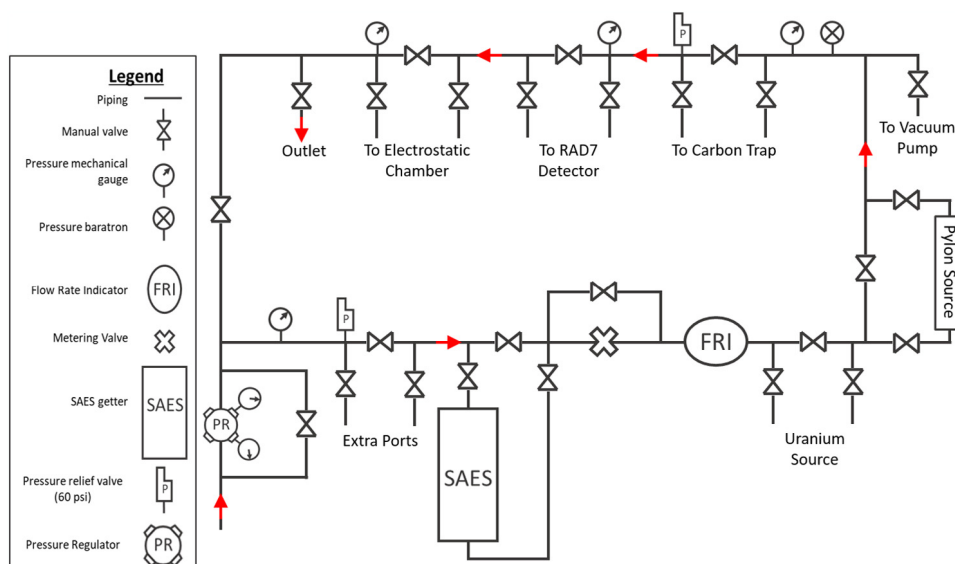 Legend
Piping
Manual valve
Pressure mechanical
gauge
Pressure baratron
Flow Rate Indicator
FRI
Metering Valve
SAES getter
SAES
Pressure relief valve
(60 psi)
P
Pressure Regulator
PR
P
Outlet
To Electrostatic
Chamber
To RAD7
Detector
To Carbon Trap
To Vacuum
Pump
Pylon Source
P
FRI
PR
Extra Ports
SAES
Uranium
Source